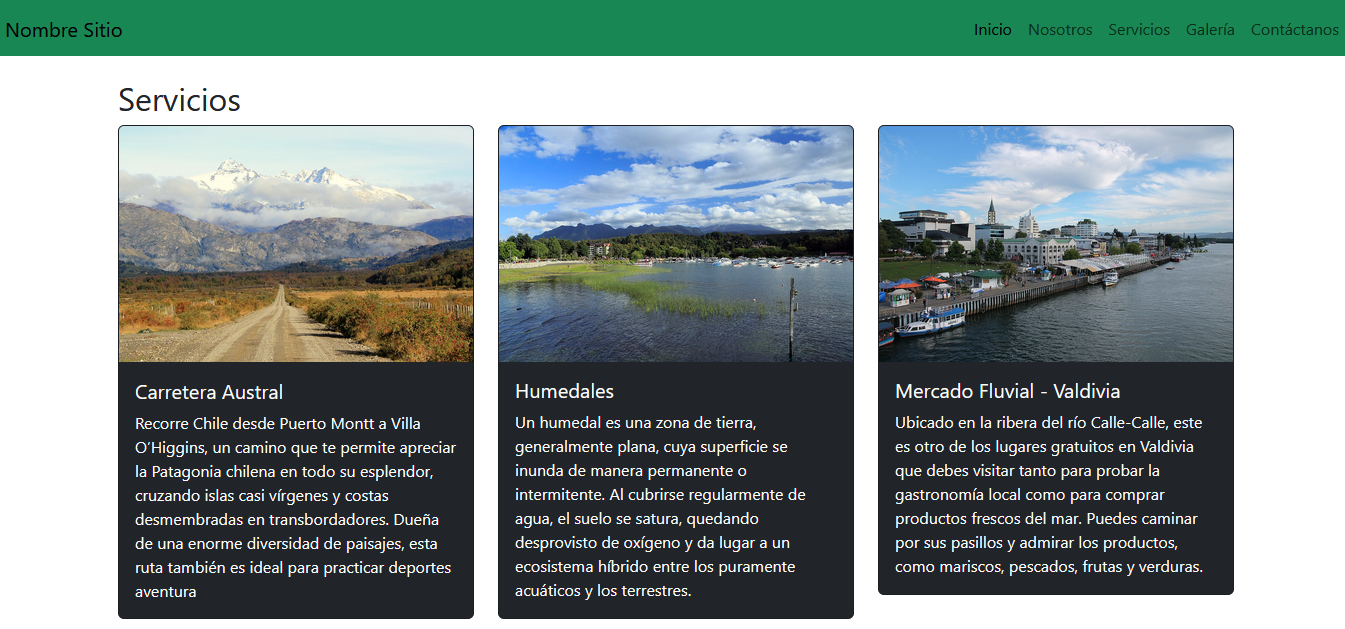 Nombre Sitio
Inicio Nosotros Servicios Galería Contáctanos
Servicios
Carretera Austral
Recorre Chile desde Puerto Montt a Villa
O’Higgins, un camino que te permite apreciar
la Patagonia chilena en todo su esplendor,
cruzando islas casi vírgenes y costas
desmembradas en transbordadores. Dueña
de una enorme diversidad de paisajes, esta
ruta también es ideal para practicar deportes
aventura
Humedales
Un humedal es una zona de tierra,
generalmente plana, cuya superficie se
inunda de manera permanente o
intermitente. Al cubrirse regularmente de
agua, el suelo se satura, quedando
desprovisto de oxígeno y da lugar a un
ecosistema híbrido entre los puramente
acuáticos y los terrestres.
Mercado Fluvial - Valdivia
Ubicado en la ribera del río Calle-Calle, este
es otro de los lugares gratuitos en Valdivia
que debes visitar tanto para probar la
gastronomía local como para comprar
productos frescos del mar. Puedes caminar
por sus pasillos y admirar los productos,
como mariscos, pescados, frutas y verduras.